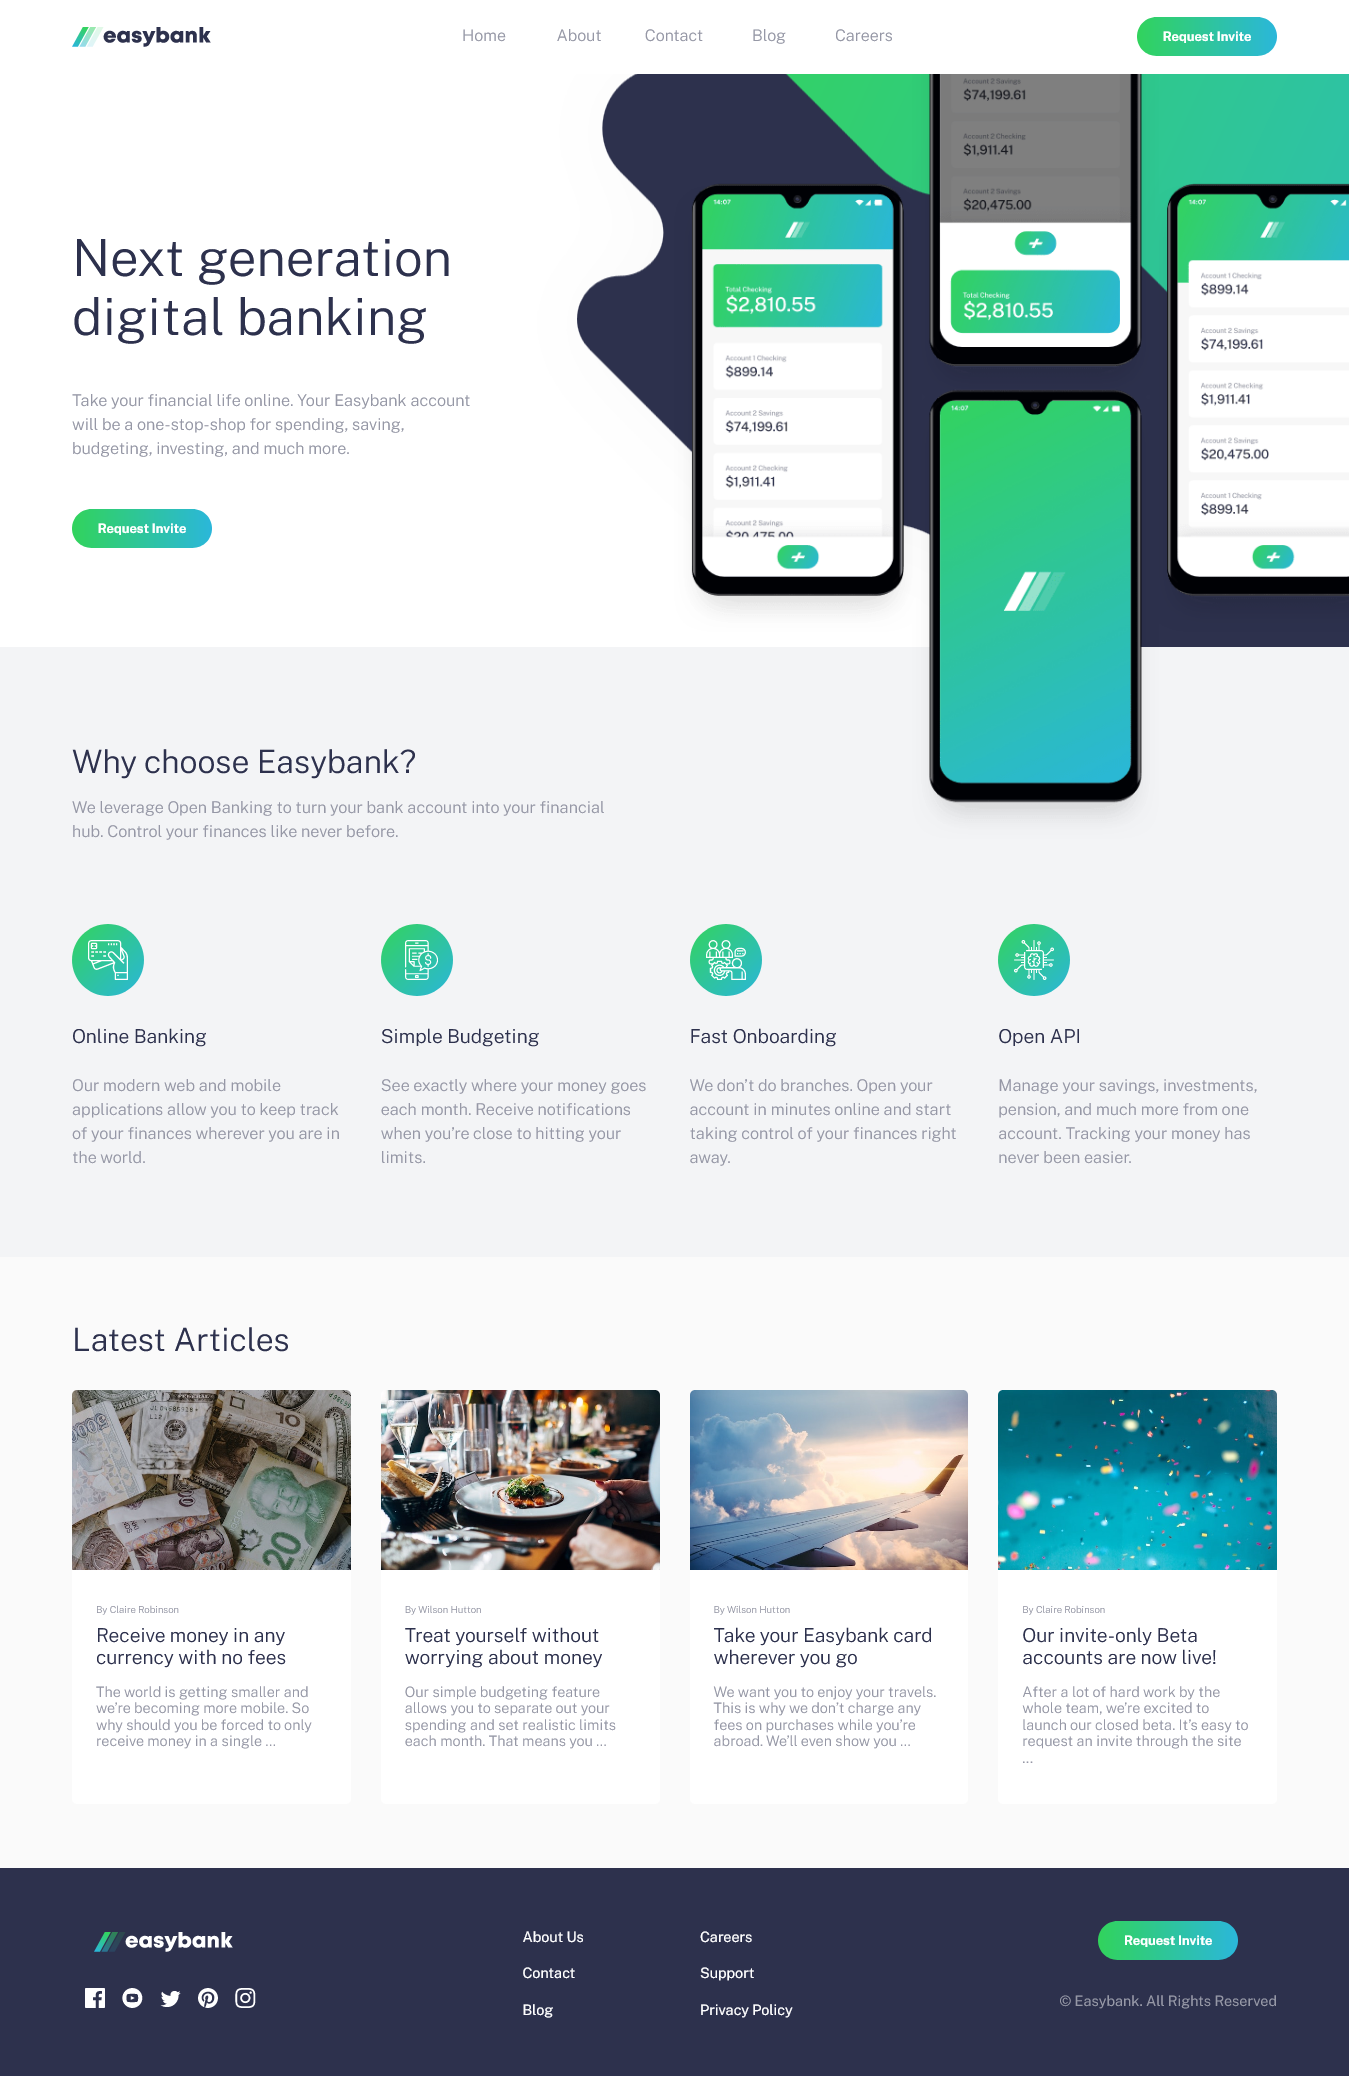 easybank
Home About Contact Blog Careers
Request Invite
Next generation
digital banking
Take your financial life online. Your Easybank account
will be a one-stop-shop for spending, saving,
budgeting, investing, and much more.
Request Invite
14:07
Total Checking
$2,810.55
Account 1 Checking
$899.14
Account 2 Savings
$74,199.61
Account 2 Checking
$1,911.41
Account 2 Savings
$20,475.00
Account 2 Savings
$74,199.61
Account 2 Checking
$1,911.41
Account 2 Savings
$20,475.00
Total Checking
$2,810.55
14:07
14:07
Account 1 Checking
$899.14
Account 2 Savings
$74,199.61
Account 2 Checking
$1,911.41
Account 2 Savings
$20,475.00
Account 1 Checking
$899.14
Why choose Easybank?
We leverage Open Banking to turn your bank account into your financial
hub. Control your finances like never before.
Online Banking
Our modern web and mobile
applications allow you to keep track
of your finances wherever you are in
the world.
Simple Budgeting
See exactly where your money goes
each month. Receive notifications
when you’re close to hitting your
limits.
Fast Onboarding
We don’t do branches. Open your
account in minutes online and start
taking control of your finances right
away.
Open API
Manage your savings, investments,
pension, and much more from one
account. Tracking your money has
never been easier.
Latest Articles
10
20
By Claire Robinson
Receive money in any
currency with no fees
The world is getting smaller and
we’re becoming more mobile. So
why should you be forced to only
receive money in a single ...
By Wilson Hutton
Treat yourself without
worrying about money
Our simple budgeting feature
allows you to separate out your
spending and set realistic limits
each month. That means you ...
By Wilson Hutton
Take your Easybank card
wherever you go
We want you to enjoy your travels.
This is why we don’t charge any
fees on purchases while you’re
abroad. We’ll even show you ...
By Claire Robinson
Our invite-only Beta
accounts are now live!
After a lot of hard work by the
whole team, we’re excited to
launch our closed beta. It’s easy to
request an invite through the site
...
easybank
About Us
Contact
Blog
Careers
Support
Privacy Policy
Request Invite
© Easybank. All Rights Reserved